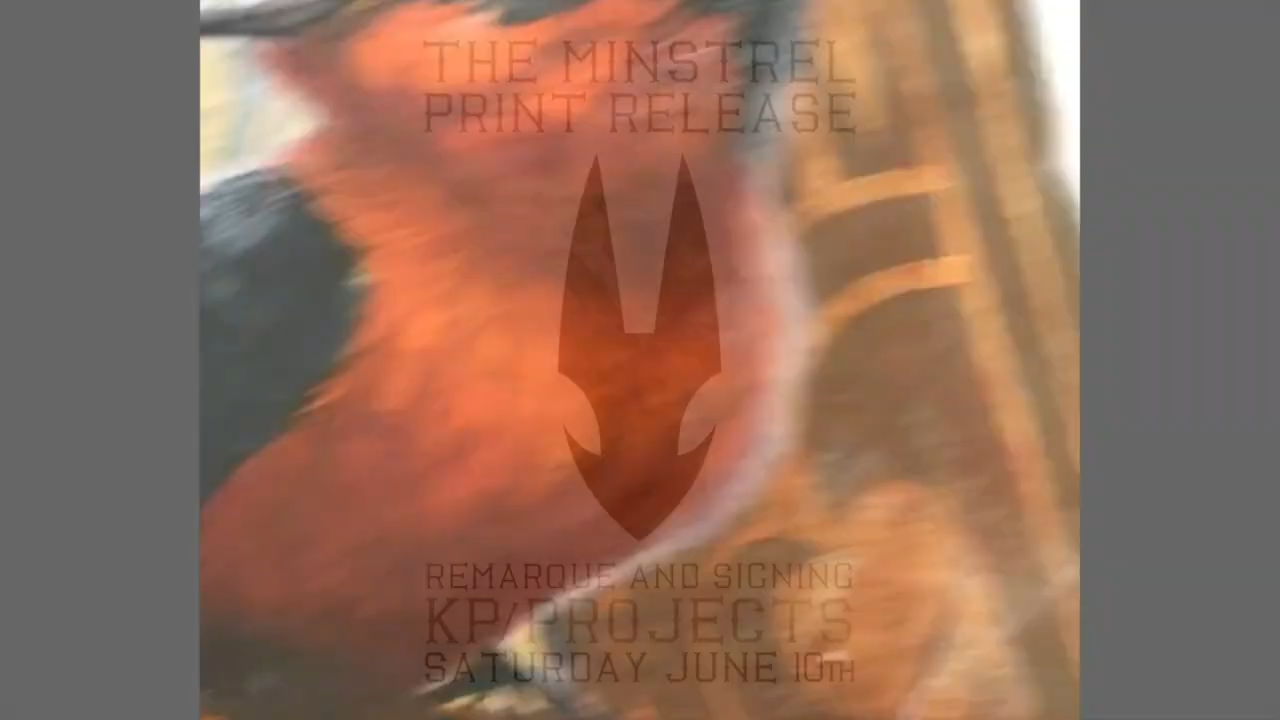 THE MINSTREL
PRINT RELEASE
REMARQUE AND SIGNING
KP/PROJECTS
SATURDAY JUNE 10TH